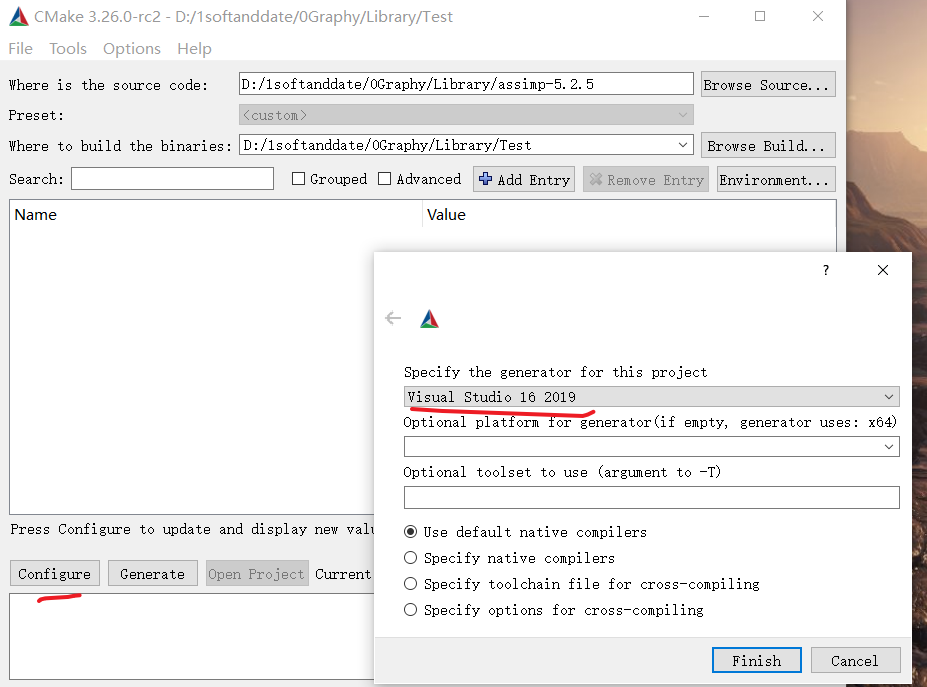 CMake 3.26.0-rc2 - D:/1softanddate/0Graphy/Library/Test
File Tools Options Help
Where is the source code: D:/1softanddate/0Graphy/Library/assimp-5.2.5 Browse Source...
Preset: <custom>
Where to build the binaries: D:/1softanddate/0Graphy/Library/Test Browse Build...
Search: Grouped Advanced Add Entry Remove Entry Environment...
Name Value
?
Specify the generator for this project
Visual Studio 16 2019
Optional platform for generator(if empty, generator uses: x64)
Optional toolset to use (argument to -T)
Use default native compilers
Specify native compilers
Specify toolchain file for cross-compiling
Specify options for cross-compiling
Finish Cancel
Press Configure to update and display new valu
Configure Generate Open Project Current